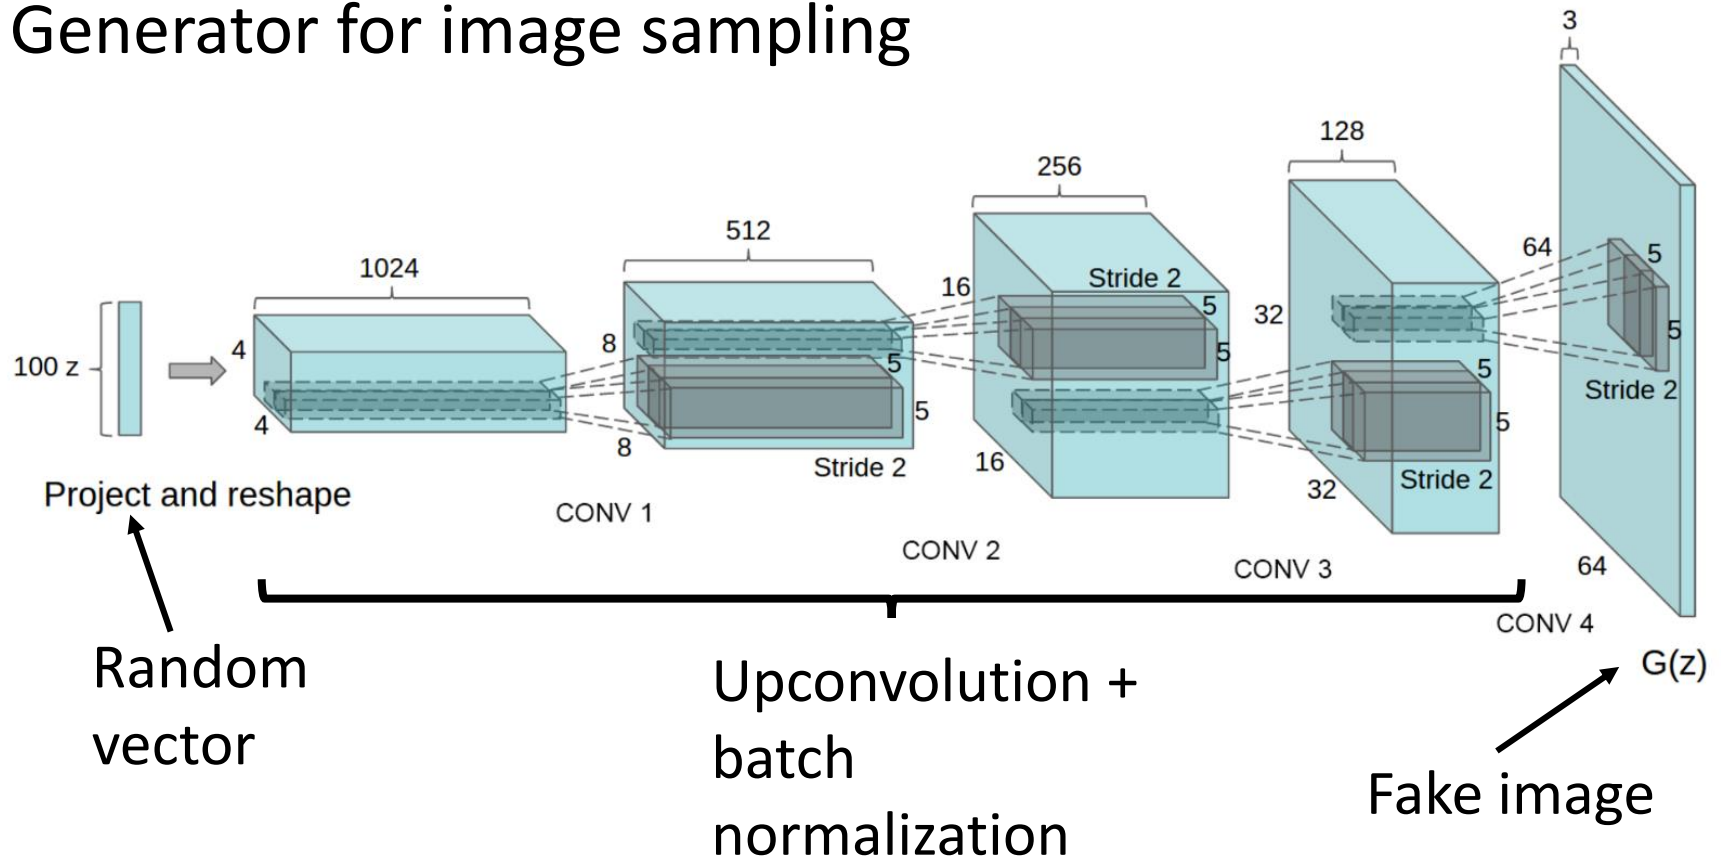 Generator for image sampling
100 z
Project and reshape
1024
4
4
512
8
8
5
5
Stride 2
CONV 1
256
16
16
Stride 2
5
5
CONV 2
128
32
32
5
5
Stride 2
CONV 3
3
64
64
5
5
Stride 2
CONV 4
G(z)
Random
vector
Upconvolution +
batch
normalization
Fake image